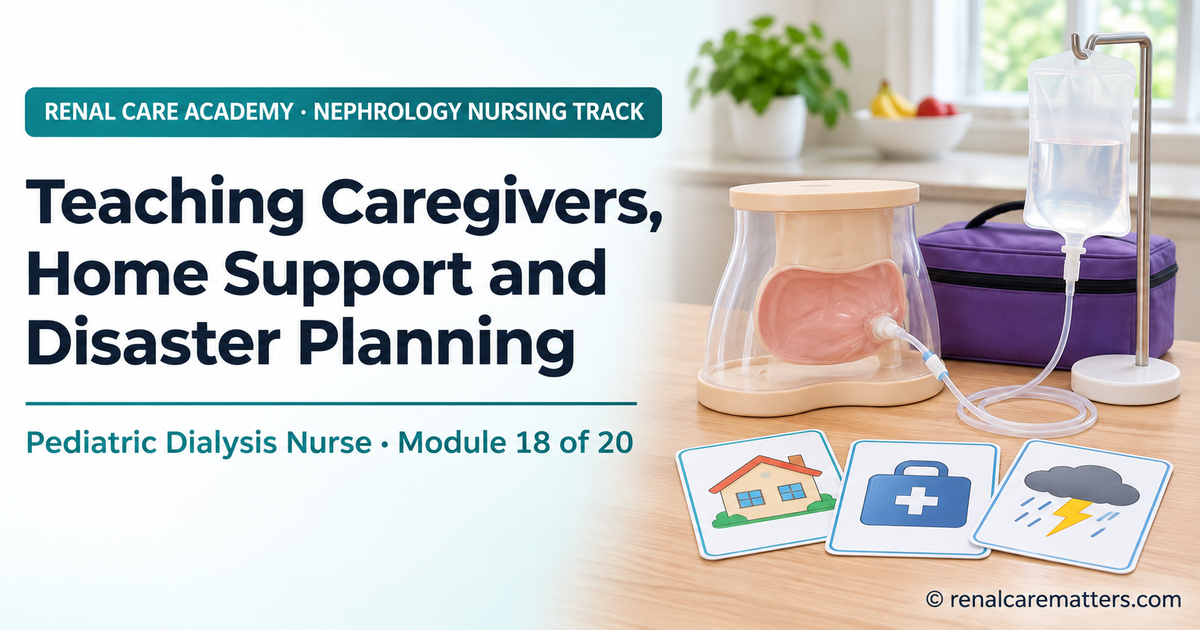 RENAL CARE ACADEMY · NEPHROLOGY NURSING TRACK
Teaching Caregivers,
Home Support and
Disaster Planning
Pediatric Dialysis Nurse · Module 18 of 20
© renalcarematters.com